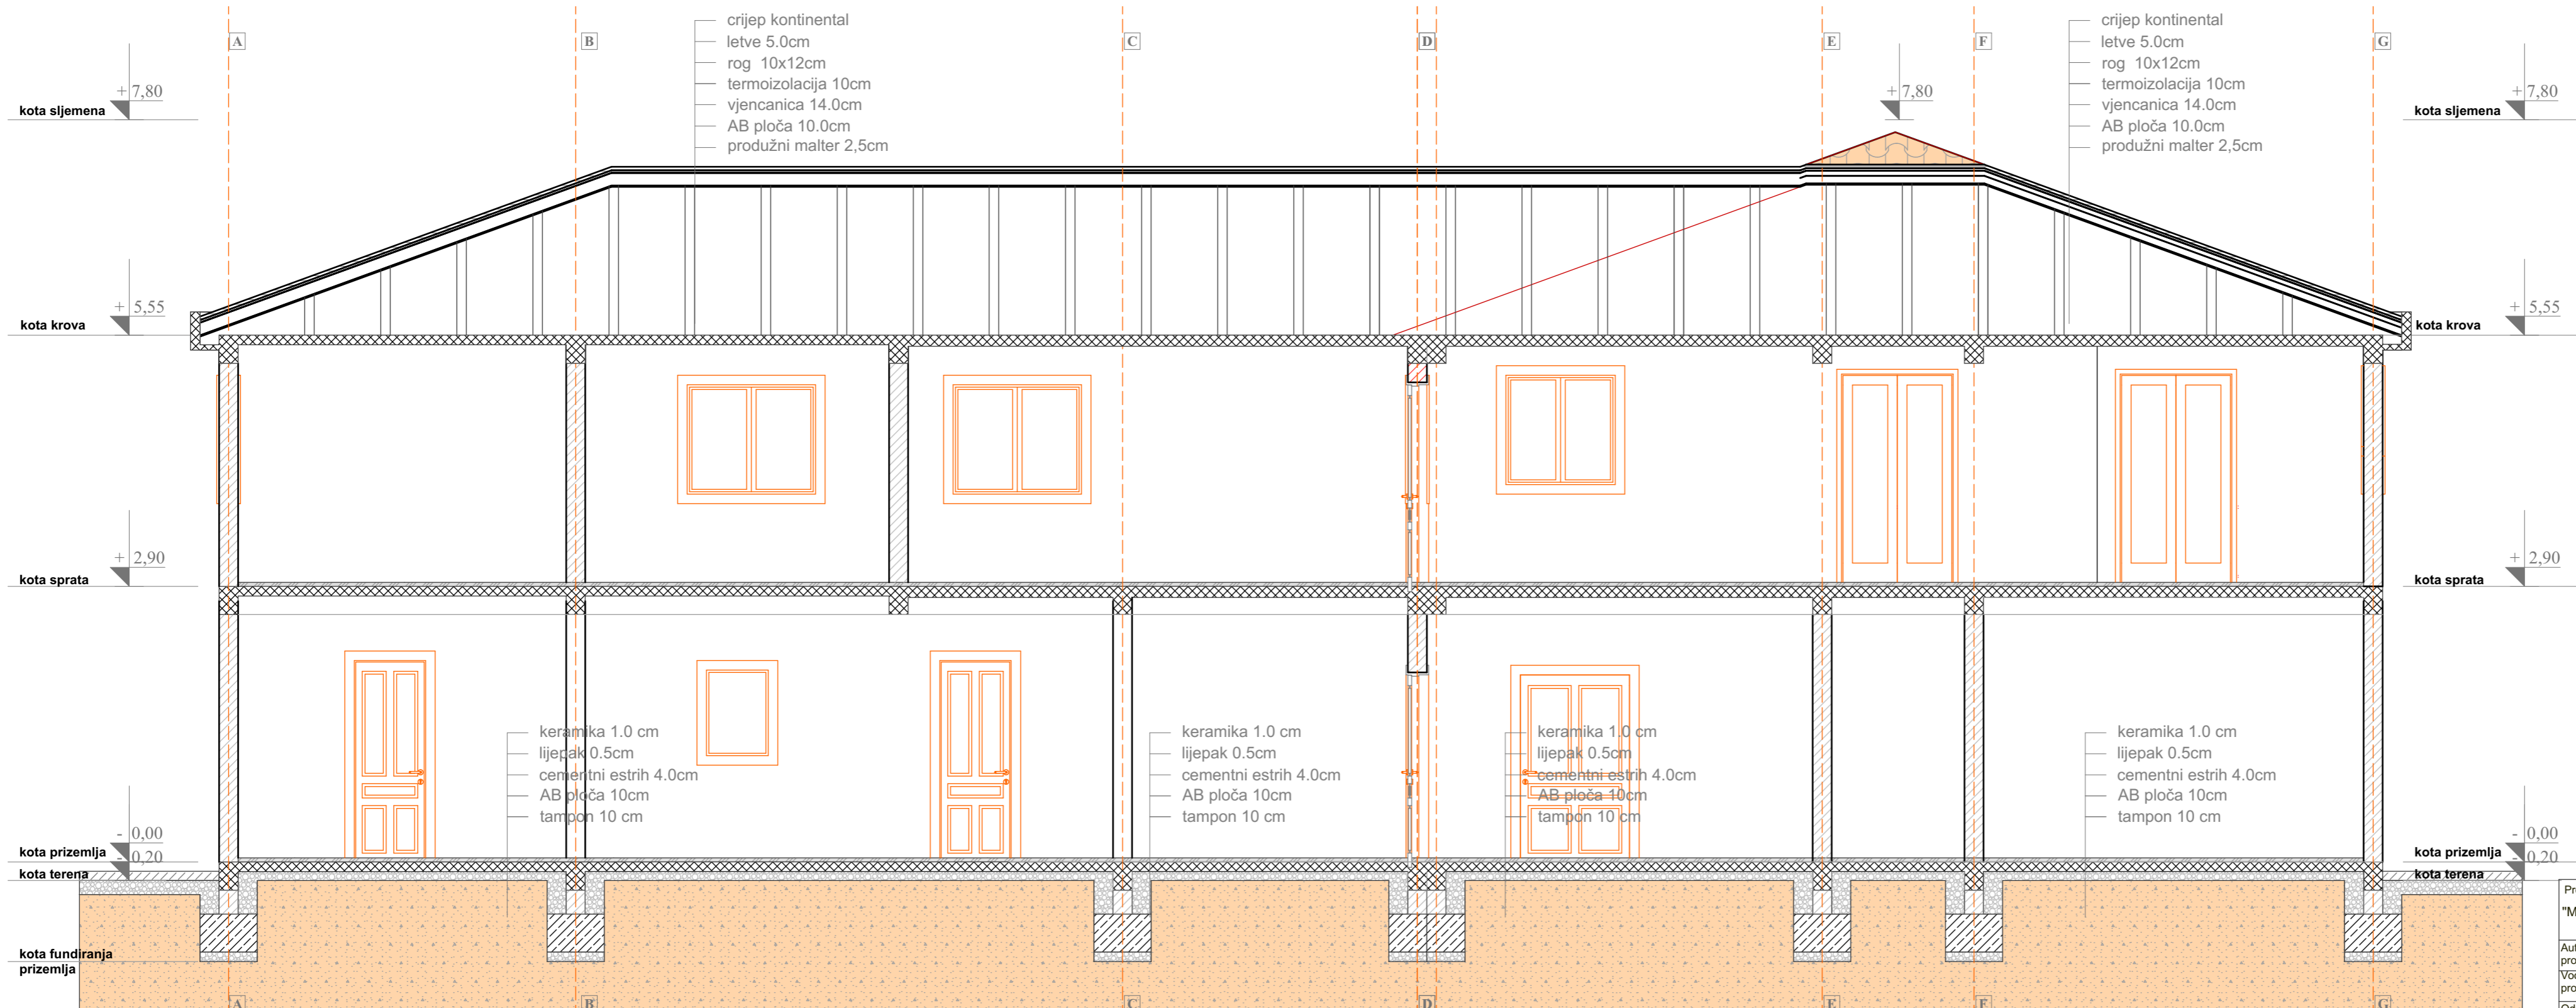 A
B
C
D
E
F
G
crijep kontinental
letve 5.0cm
rog 10x12cm
termoizolacija 10cm
vjencanica 14.0cm
AB ploča 10.0cm
produžni malter 2,5cm
crijep kontinental
letve 5.0cm
rog 10x12cm
termoizolacija 10cm
vjencanica 14.0cm
AB ploča 10.0cm
produžni malter 2,5cm
+ 7,80
kota sljemena
+ 7,80
+ 7,80
kota sljemena
+ 5,55
kota krova
+ 5,55
kota krova
+ 2,90
kota sprata
+ 2,90
kota sprata
keramika 1.0 cm
lijepak 0.5cm
cementni estrih 4.0cm
AB ploča 10cm
tampon 10 cm
keramika 1.0 cm
lijepak 0.5cm
cementni estrih 4.0cm
AB ploča 10cm
tampon 10 cm
keramika 1.0 cm
lijepak 0.5cm
cementni estrih 4.0cm
AB ploča 10cm
tampon 10 cm
keramika 1.0 cm
lijepak 0.5cm
cementni estrih 4.0cm
AB ploča 10cm
tampon 10 cm
- 0,00
kota prizemlja
- 0,20
kota terena
- 0,00
kota prizemlja
- 0,20
kota terena
kota fundiranja
prizemlja
A
B
C
D
E
F
G